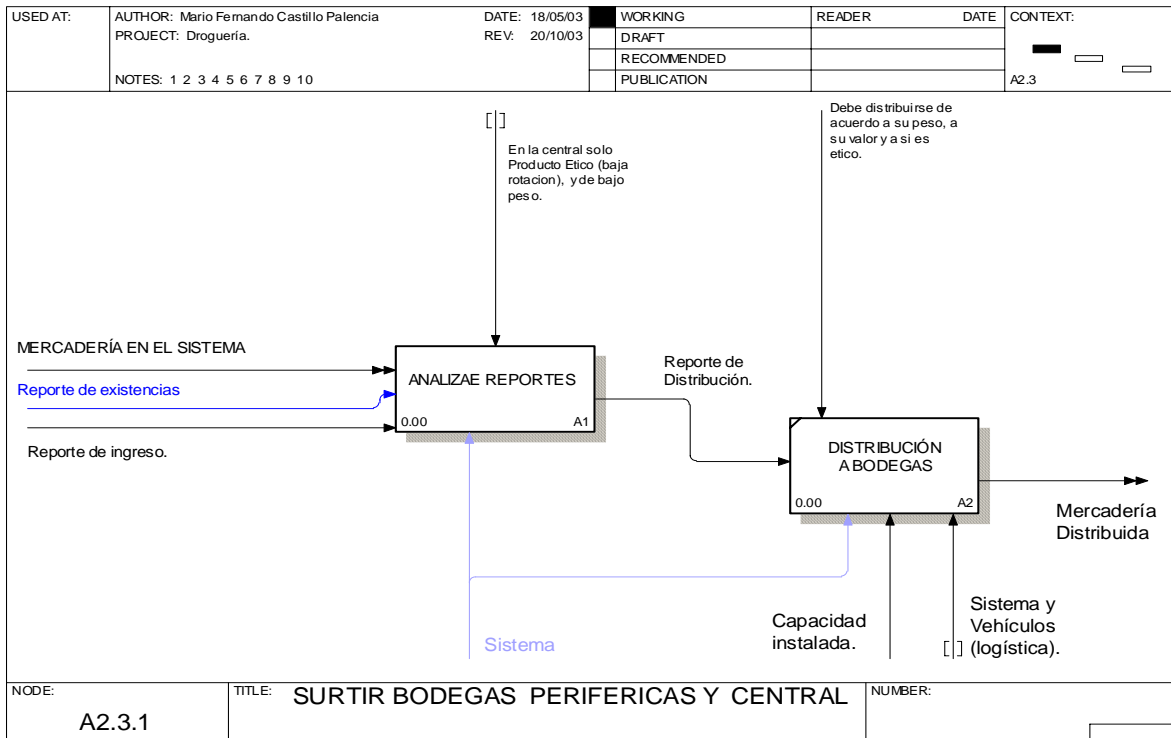 USED AT:
AUTHOR: Mario Fernando Castillo Palencia
DATE: 18/05/03
PROJECT: Droguería.
REV: 20/10/03
NOTES: 1 2 3 4 5 6 7 8 9 10
WORKING
DRAFT
RECOMMENDED
PUBLICATION
READER DATE
CONTEXT:
A2.3
En la central solo
Producto Etico (baja
rotacion), y de bajo
peso.
Debe distribuirse de
acuerdo a su peso, a
su valor y a si es
etico.
MERCADERÍA EN EL SISTEMA
Reporte de existencias
Reporte de ingreso.
ANALIZAE REPORTES
0.00 A1
Reporte de
Distribución.
DISTRIBUCIÓN
A BODEGAS
0.00 A2
Mercadería
Distribuida
Sistema
Capacidad
instalada.
Sistema y
Vehículos
(logística).
NODE:
A2.3.1
TITLE: SURTIR BODEGAS PERIFERICAS Y CENTRAL
NUMBER: